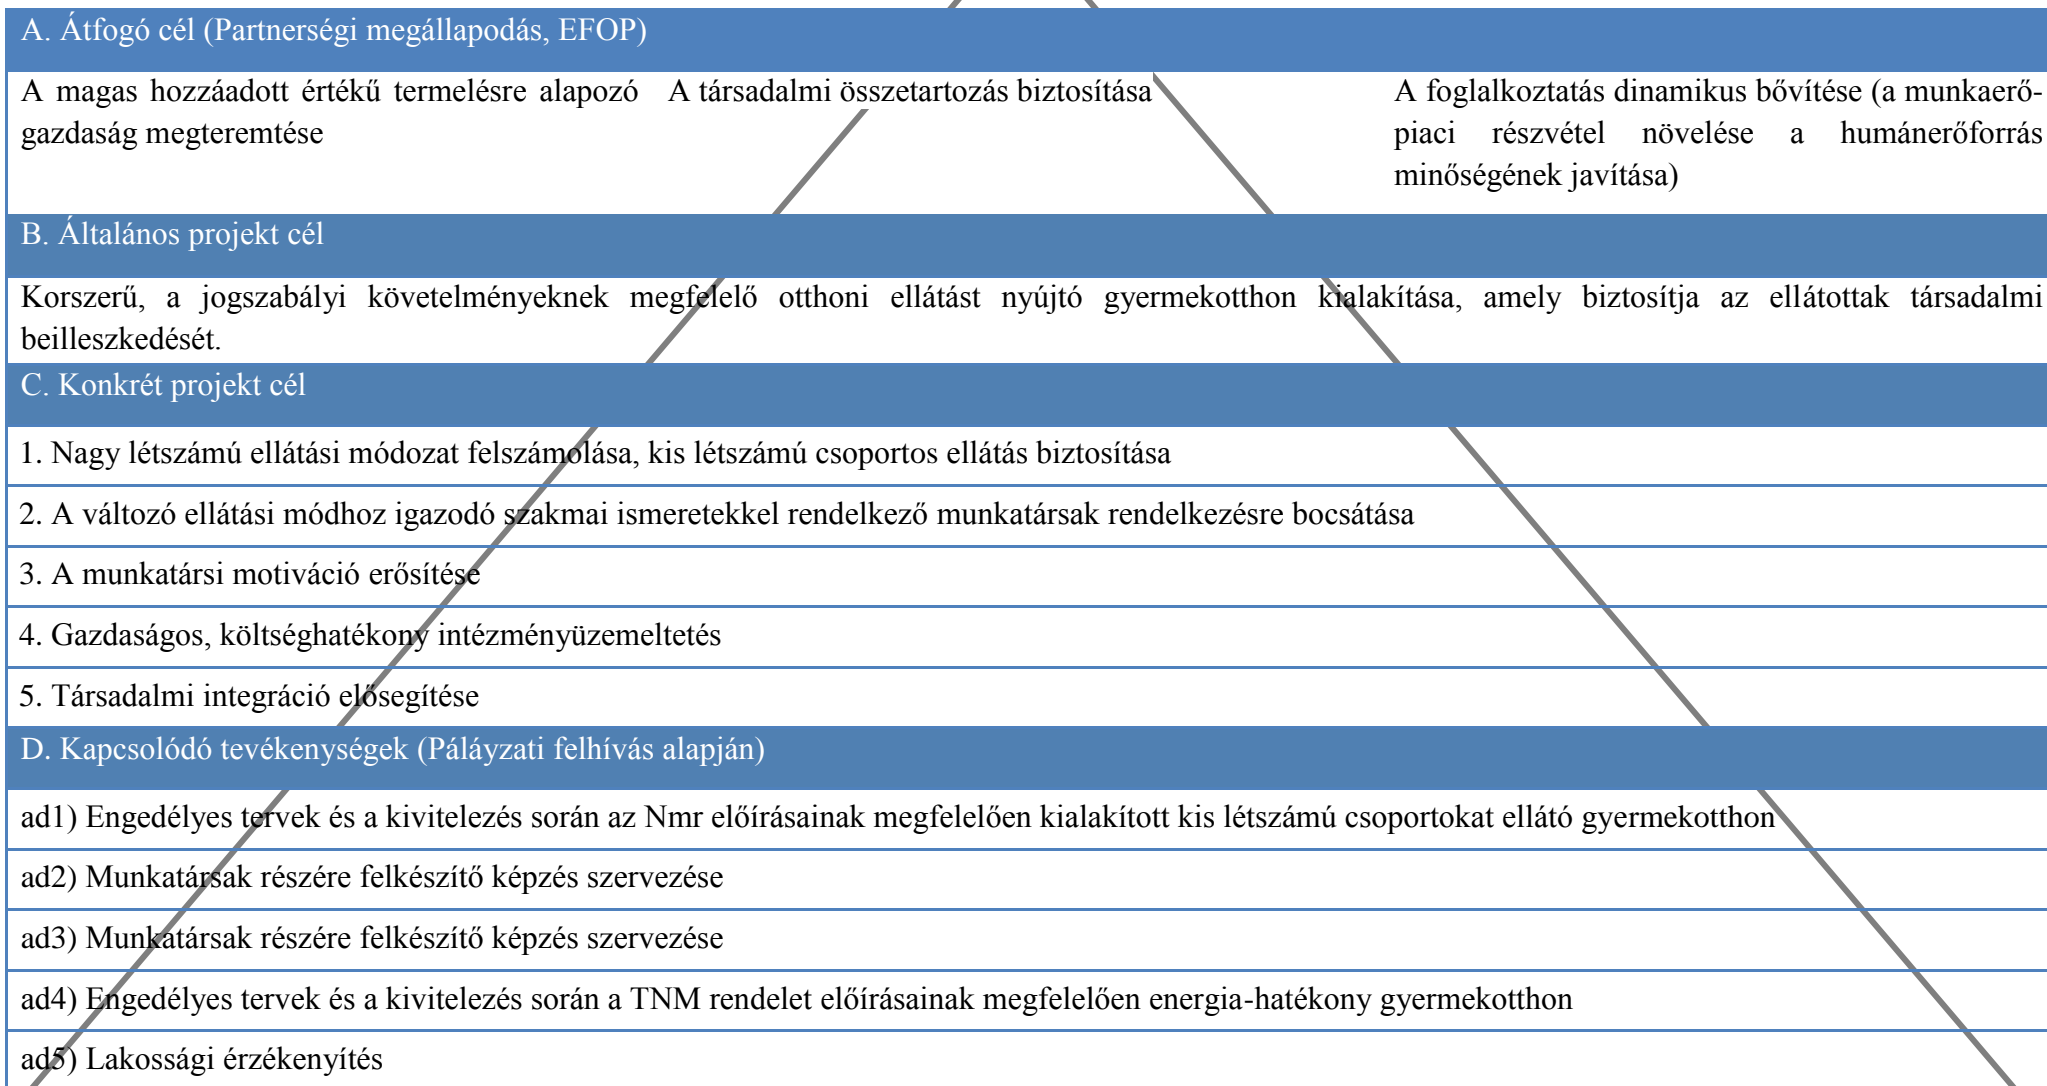 A. Átfogó cél (Partnerségi megállapodás, EFOP)
A magas hozzáadott értékű termelésre alapozó
gazdaság megteremtése
A társadalmi összetartozás biztosítása
A foglalkoztatás dinamikus bővítése (a munkaerő-
piaci részvétel növelése a humánerőforrás
minőségének javítása)
B. Általános projekt cél
Korszerű, a jogszabályi követelményeknek megfelelő otthoni ellátást nyújtó gyermekotthon kialakítása, amely biztosítja az ellátottak társadalmi
beilleszkedését.
C. Konkrét projekt cél
1. Nagy létszámú ellátási módozat felszámolása, kis létszámú csoportos ellátás biztosítása
2. A változó ellátási módhoz igazodó szakmai ismeretekkel rendelkező munkatársak rendelkezésre bocsátása
3. A munkatársi motiváció erősítése
4. Gazdaságos, költséghatékony intézményüzemeltetés
5. Társadalmi integráció elősegítése
D. Kapcsolódó tevékenységek (Páláyzati felhívás alapján)
ad1) Engedélyes tervek és a kivitelezés során az Nmr előírásainak megfelelően kialakított kis létszámú csoportokat ellátó gyermekotthon
ad2) Munkatársak részére felkészítő képzés szervezése
ad3) Munkatársak részére felkészítő képzés szervezése
ad4) Engedélyes tervek és a kivitelezés során a TNM rendelet előírásainak megfelelően energia-hatékony gyermekotthon
ad5) Lakossági érzékenyítés